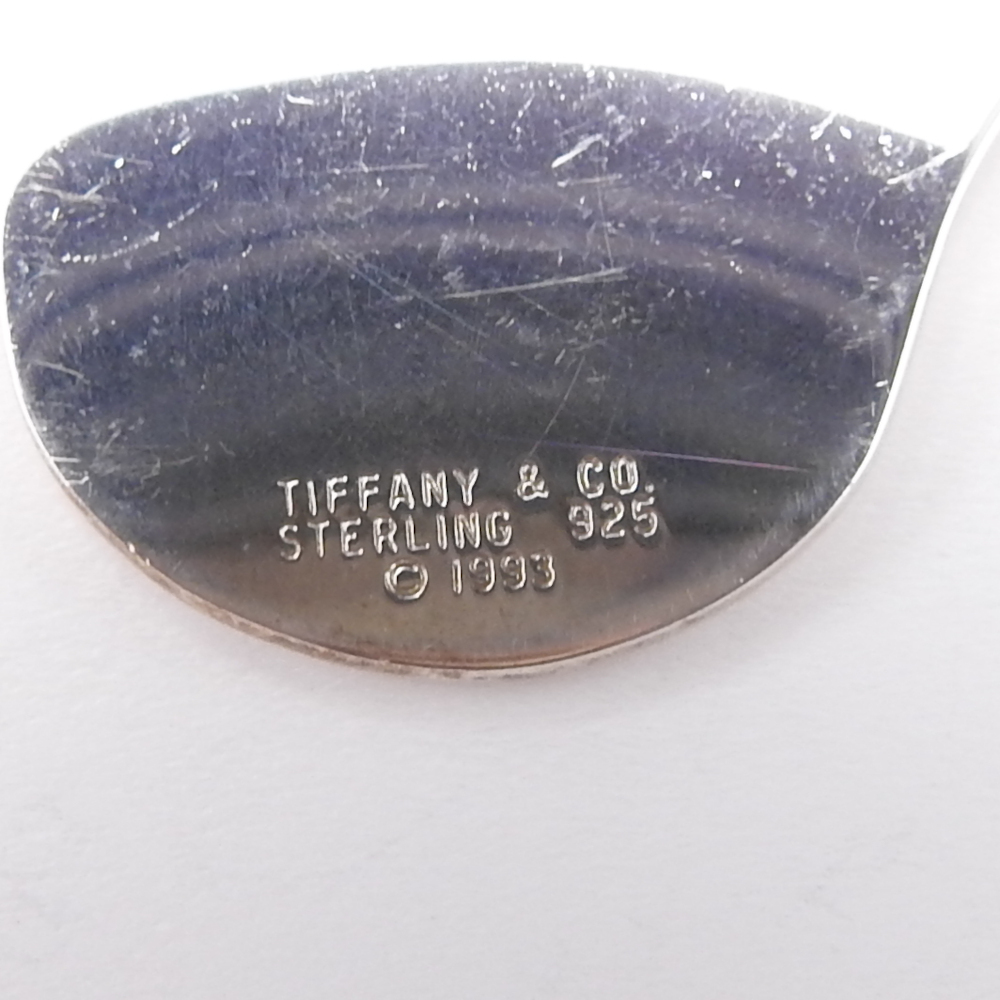 TIFFANY & CO.
STERLING 925
© 1993